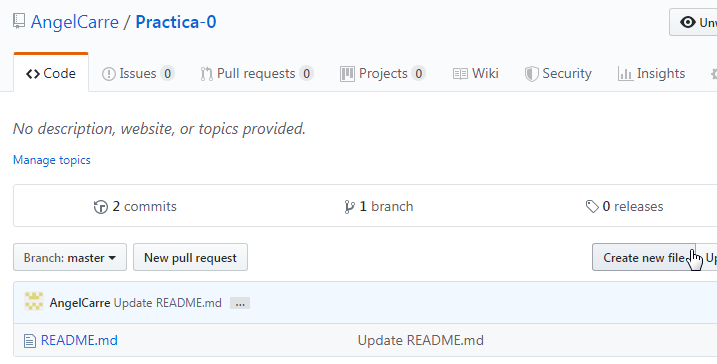 AngelCarre / Practica-0
Code Issues 0 Pull requests 0 Projects 0 Wiki Security Insights
No description, website, or topics provided.
Manage topics
2 commits 1 branch 0 releases
Branch: master New pull request Create new file
AngelCarre Update README.md ...
README.md Update README.md